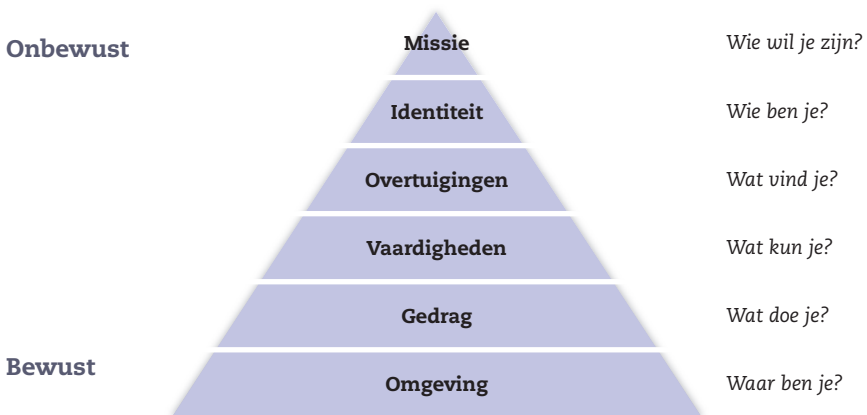 Onbewust
Missie
Wie wil je zijn?
Identiteit
Wie ben je?
Overtuigingen
Wat vind je?
Vaardigheden
Wat kun je?
Gedrag
Wat doe je?
Bewust
Omgeving
Waar ben je?